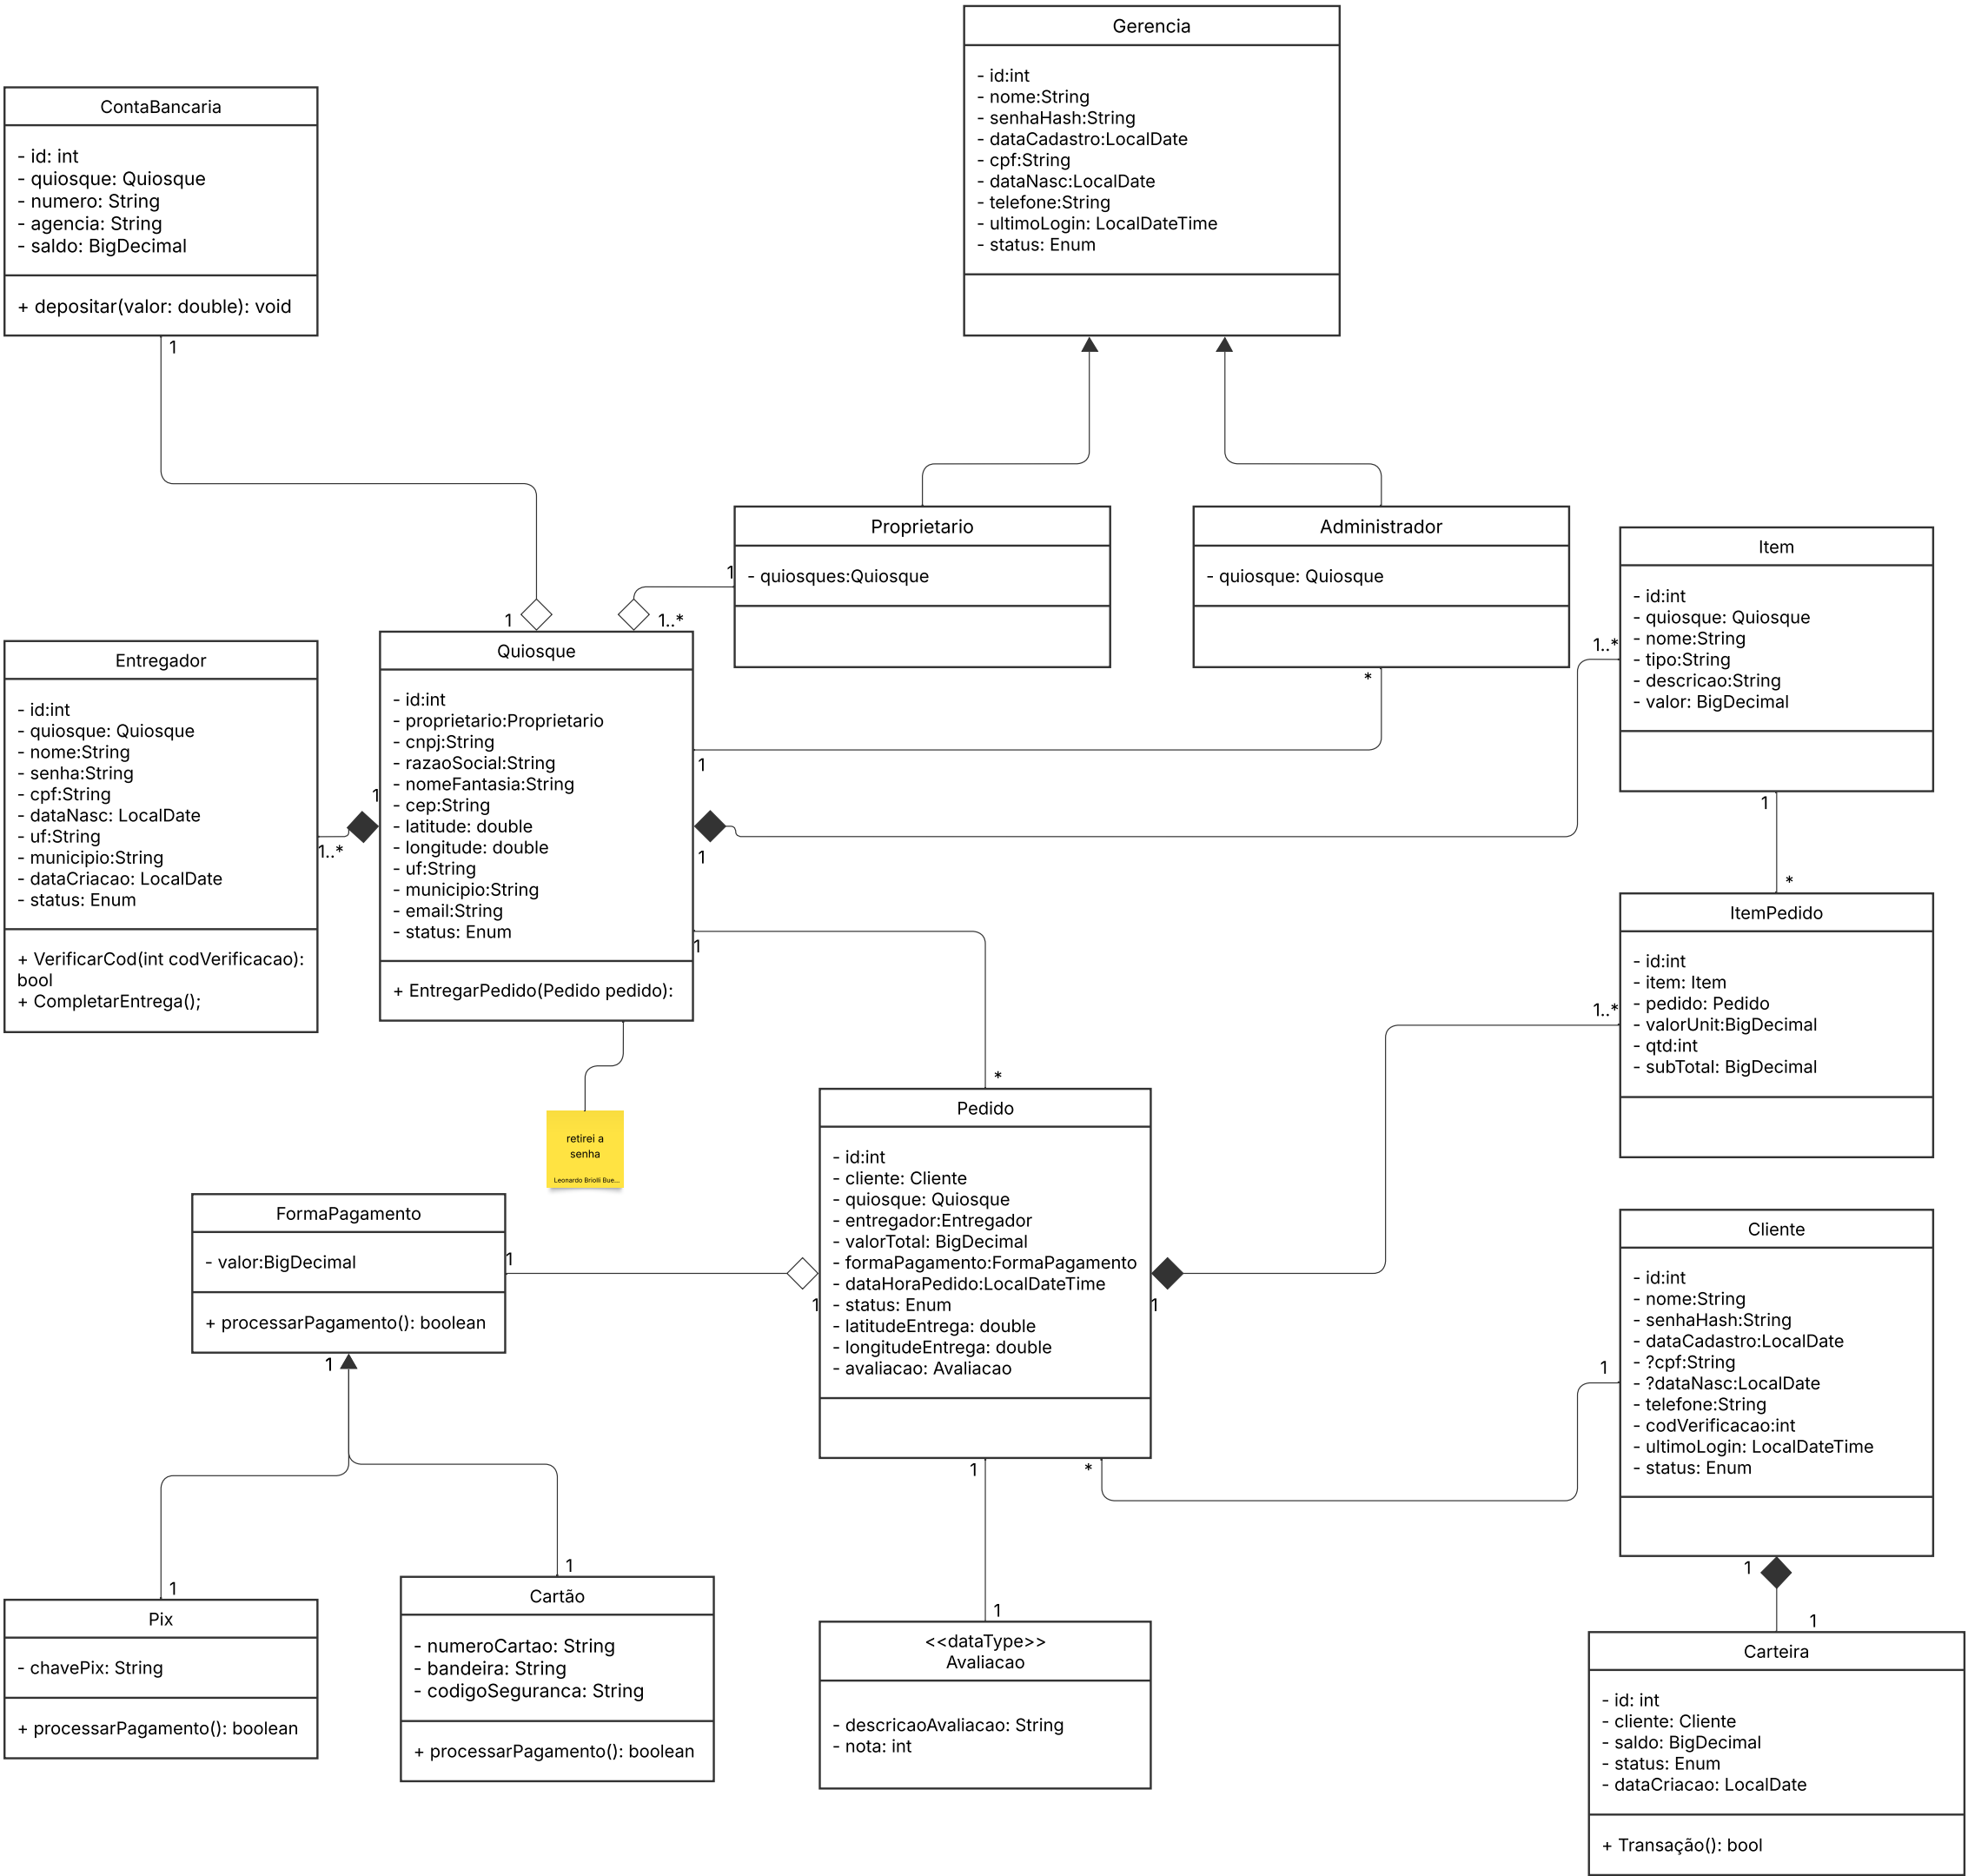 Gerencia
- id:int
- nome:String
- senhaHash:String
- dataCadastro:LocalDate
- cpf:String
- dataNasc:LocalDate
- telefone:String
- ultimoLogin: LocalDateTime
- status: Enum
ContaBancaria
- id: int
- quiosque: Quiosque
- numero: String
- agencia: String
- saldo: BigDecimal
+ depositar(valor: double): void
1
1
Proprietario
- quiosques:Quiosque
1
1..*
Administrador
- quiosque: Quiosque
*
1
Item
- id:int
- quiosque: Quiosque
- nome:String
- tipo:String
- descricao:String
- valor: BigDecimal
1..*
1
1
*
Entregador
- id:int
- quiosque: Quiosque
- nome:String
- senha:String
- cpf:String
- dataNasc: LocalDate
- uf:String
- municipio:String
- dataCriacao: LocalDate
- status: Enum
+ VerificarCod(int codVerificacao):
bool
+ CompletarEntrega();
1
1..*
Quiosque
- id:int
- proprietario:Proprietario
- cnpj:String
- razaoSocial:String
- nomeFantasia:String
- cep:String
- latitude: double
- longitude: double
- uf:String
- municipio:String
- email:String
- status: Enum
+ EntregarPedido(Pedido pedido):
1
*
retirei a
senha
Leonardo Briolli Bue...
ItemPedido
- id:int
- item: Item
- pedido: Pedido
- valorUnit:BigDecimal
- qtd:int
- subTotal: BigDecimal
1..*
1
Pedido
- id:int
- cliente: Cliente
- quiosque: Quiosque
- entregador:Entregador
- valorTotal: BigDecimal
- formaPagamento:FormaPagamento
- dataHoraPedido:LocalDateTime
- status: Enum
- latitudeEntrega: double
- longitudeEntrega: double
- avaliacao: Avaliacao
1
*
FormaPagamento
- valor:BigDecimal
+ processarPagamento(): boolean
1
1
1
Cliente
- id:int
- nome:String
- senhaHash:String
- dataCadastro:LocalDate
- ?cpf:String
- ?dataNasc:LocalDate
- telefone:String
- codVerificacao:int
- ultimoLogin: LocalDateTime
- status: Enum
1
1
1
Pix
- chavePix: String
+ processarPagamento(): boolean
1
Cartão
- numeroCartao: String
- bandeira: String
- codigoSeguranca: String
+ processarPagamento(): boolean
1
<<dataType>>
Avaliacao
- descricaoAvaliacao: String
- nota: int
1
Carteira
- id: int
- cliente: Cliente
- saldo: BigDecimal
- status: Enum
- dataCriacao: LocalDate
+ Transação(): bool